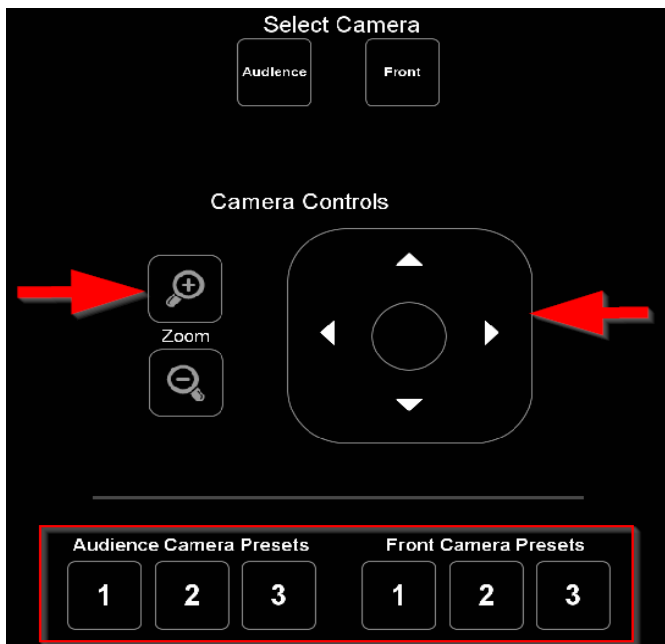 Select Camera
Audience Front
Camera Controls
Zoom
Audience Camera Presets Front Camera Presets
1 2 3 1 2 3